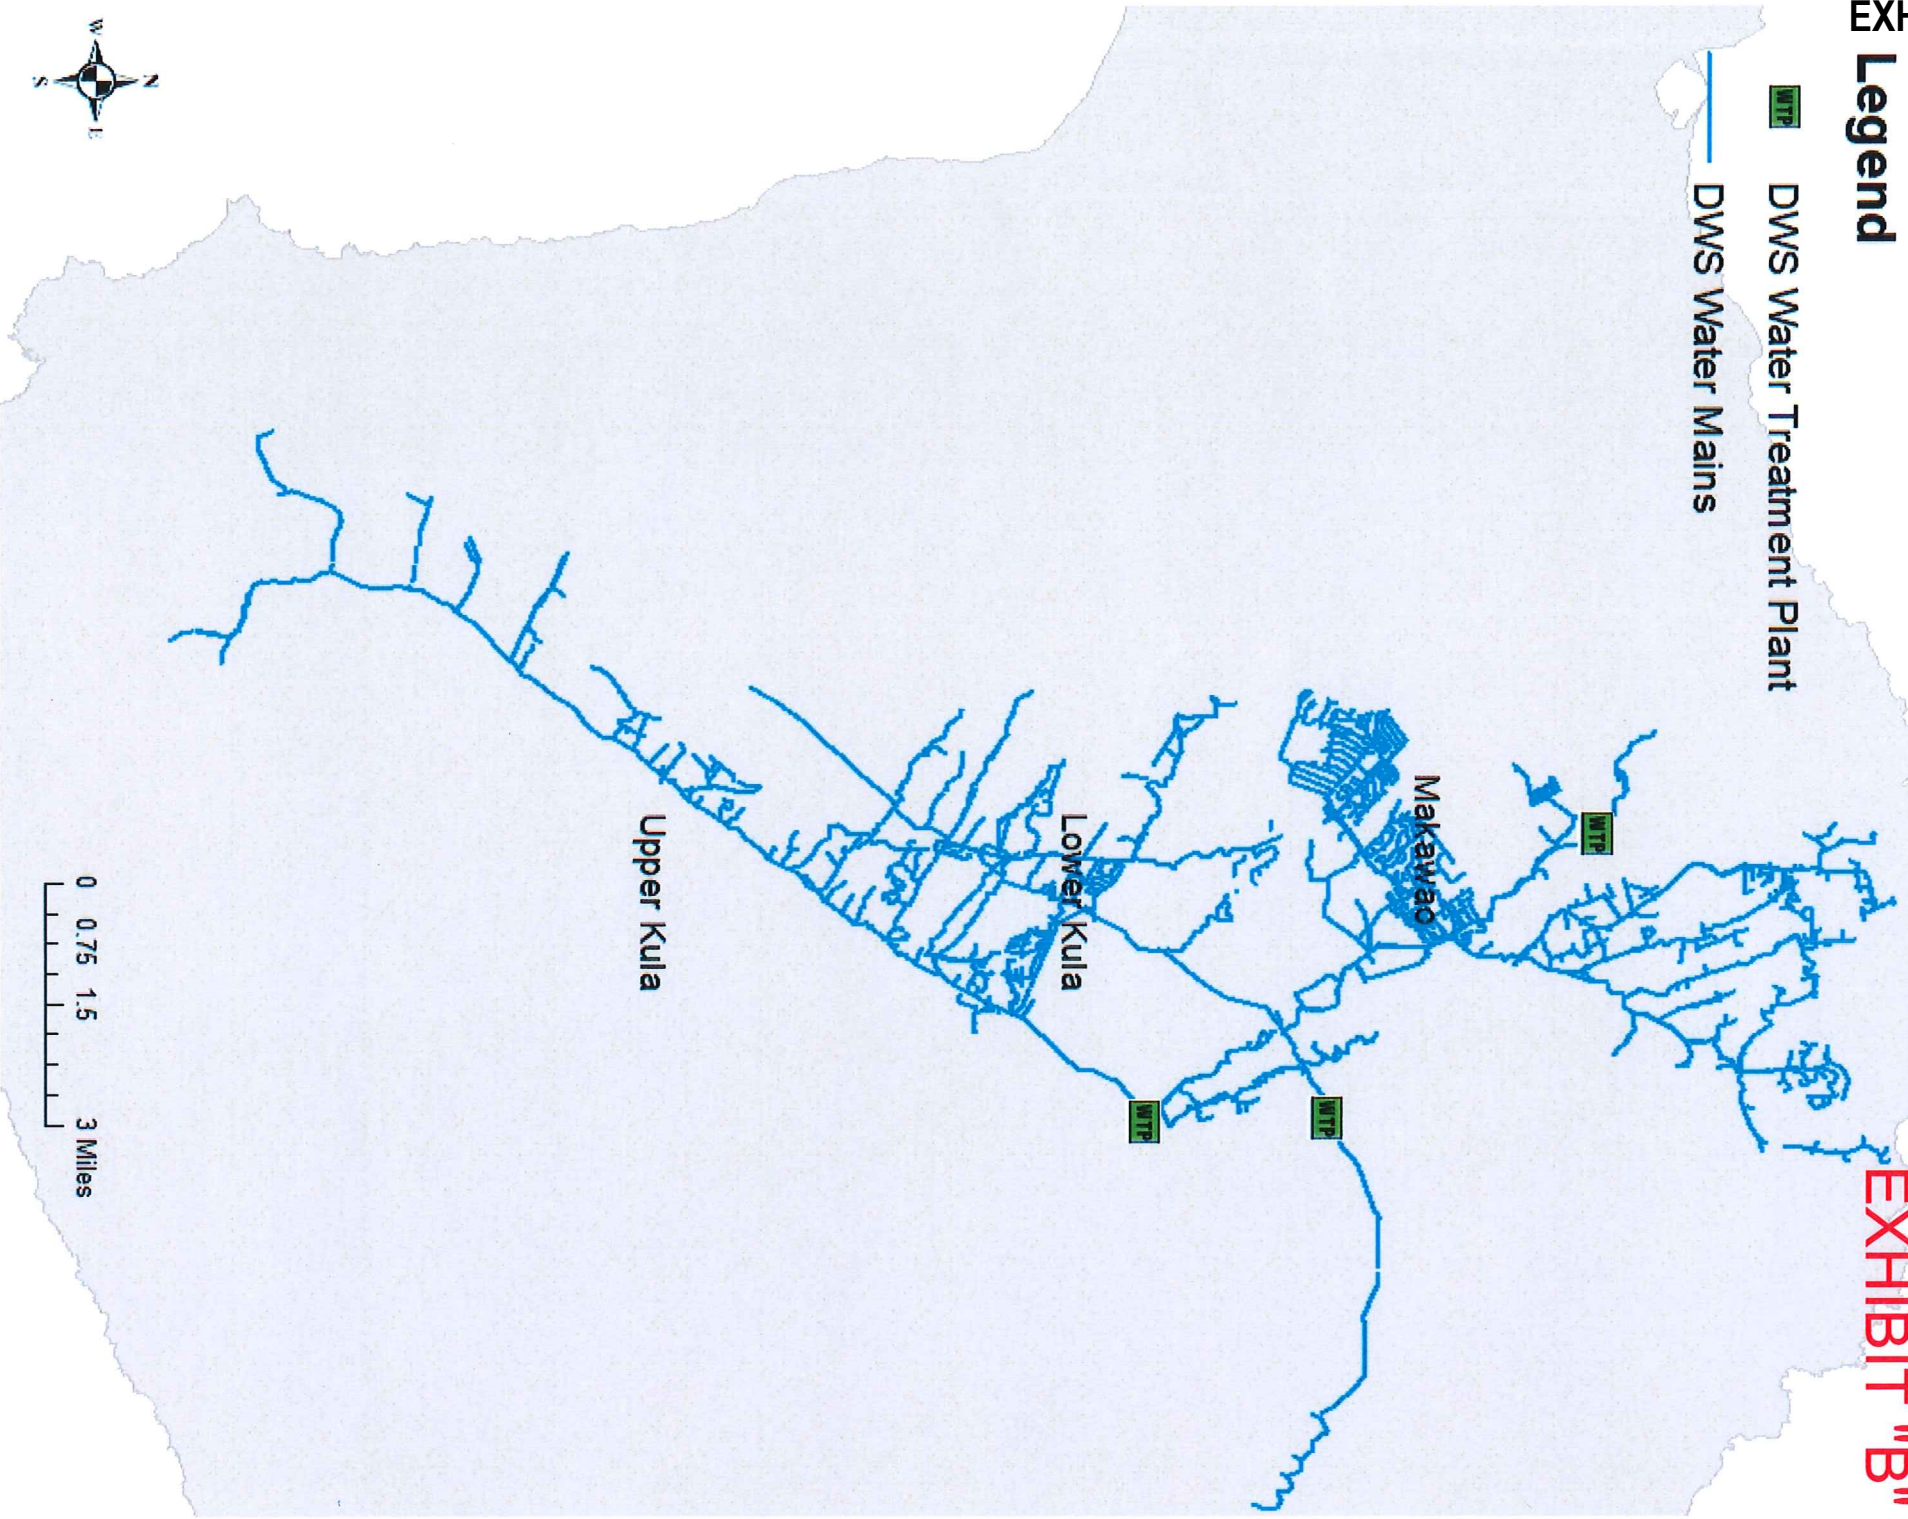 EXH
Legend
WTP DWS Water Treatment Plant
DWS Water Mains
EXHIBIT "B"
WTP
Makawao
WTP
Lower Kula
WTP
Upper Kula
N
W E
S
0 0.75 1.5 3 Miles